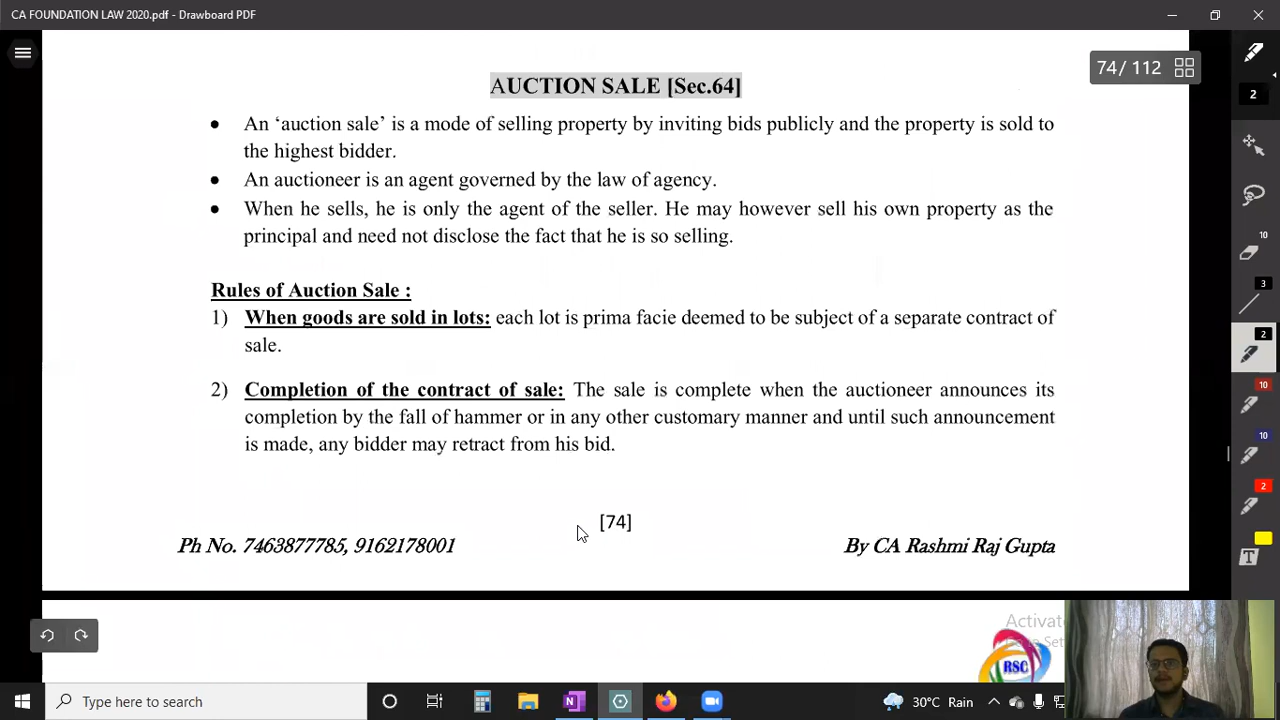 CA FOUNDATION LAW 2020.pdf - Drawboard PDF
74 / 112
AUCTION SALE [Sec.64]
• An ‘auction sale’ is a mode of selling property by inviting bids publicly and the property is sold to
the highest bidder.
• An auctioneer is an agent governed by the law of agency.
• When he sells, he is only the agent of the seller. He may however sell his own property as the
principal and need not disclose the fact that he is so selling.
Rules of Auction Sale :
1) When goods are sold in lots: each lot is prima facie deemed to be subject of a separate contract of
sale.
2) Completion of the contract of sale: The sale is complete when the auctioneer announces its
completion by the fall of hammer or in any other customary manner and until such announcement
is made, any bidder may retract from his bid.
[74]
Ph No. 7463877785, 9162178001
By CA Rashmi Raj Gupta
2
10
3
2
10
10
2
T
RSC
Type here to search
30°C Rain